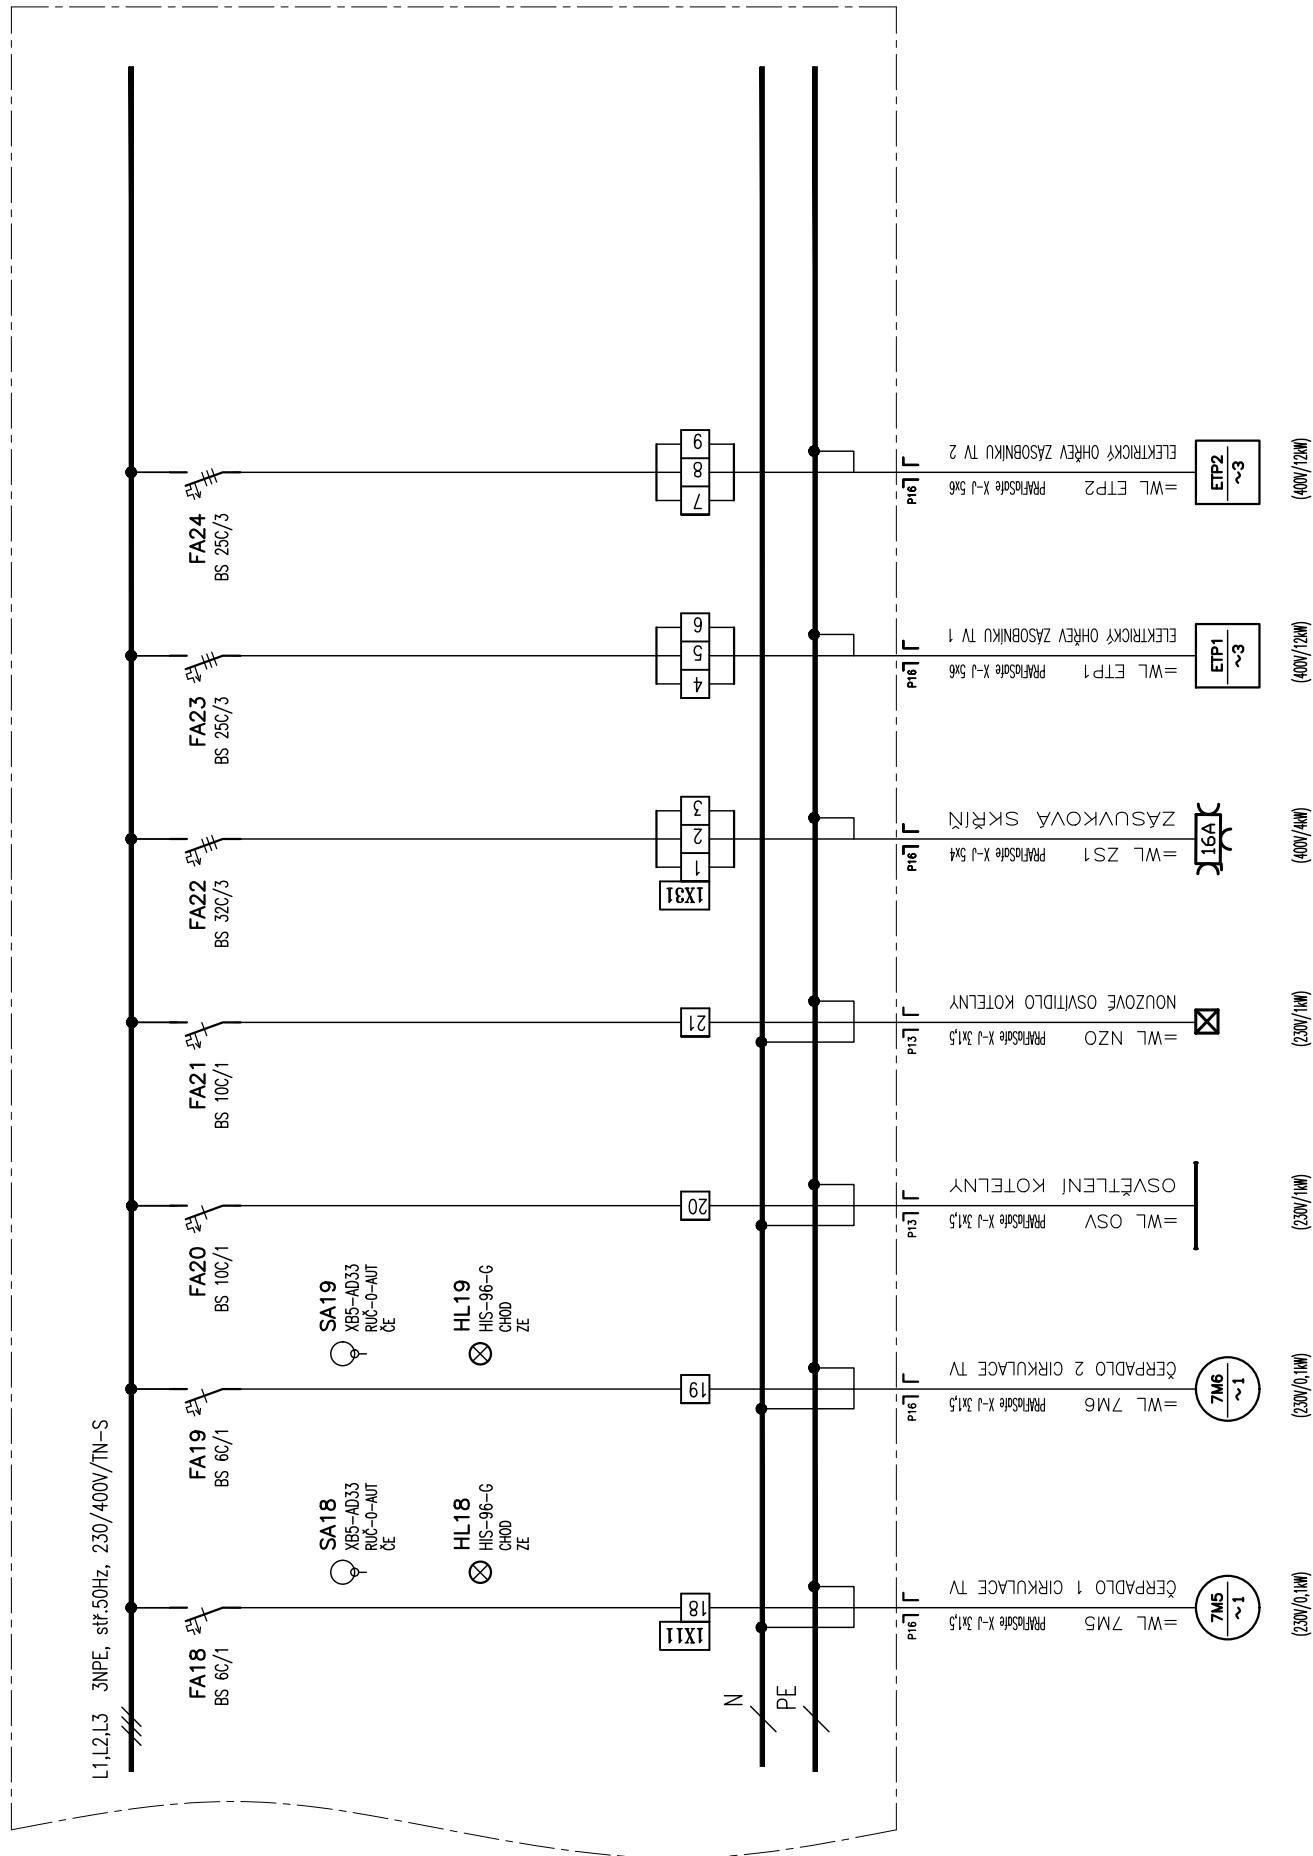 L1,L2,L3 3NPE, stř.50Hz, 230/400V/TN-S
FA18
BS 6C/1
SA18
XB5-AD33
RUČ-0-AUT
ČE
HL18
HIS-96-G
CHOD
ZE
1X11
18
N
PE
P16
=WL 7M5 PRAFlaSafe X-J 3x1,5
ČERPADLO 1 CIRKULACE TV
7M5
~1
(230V/0,1kW)
FA19
BS 6C/1
SA19
XB5-AD33
RUČ-0-AUT
ČE
HL19
HIS-96-G
CHOD
ZE
19
P16
=WL 7M6 PRAFlaSafe X-J 3x1,5
ČERPADLO 2 CIRKULACE TV
7M6
~1
(230V/0,1kW)
FA20
BS 10C/1
20
P13
=WL OSV PRAFlaSafe X-J 3x1,5
OSVĚTLENÍ KOTELNY
(230V/1kW)
FA21
BS 10C/1
21
P13
=WL NZO PRAFlaSafe X-J 3x1,5
NOUZOVÉ OSVÍTIDLO KOTELNY
(230V/1kW)
FA22
BS 32C/3
1X31
1 2 3
P16
=WL ZS1 PRAFlaSafe X-J 5x4
ZÁSUVKOVÁ SKŘÍŇ
16A
(400V/4kW)
FA23
BS 25C/3
4 5 6
P16
=WL ETP1 PRAFlaSafe X-J 5x6
ELEKTRICKÝ OHŘEV ZÁSOBNÍKU TV 1
ETP1
~3
(400V/12kW)
FA24
BS 25C/3
7 8 9
P16
=WL ETP2 PRAFlaSafe X-J 5x6
ELEKTRICKÝ OHŘEV ZÁSOBNÍKU TV 2
ETP2
~3
(400V/12kW)